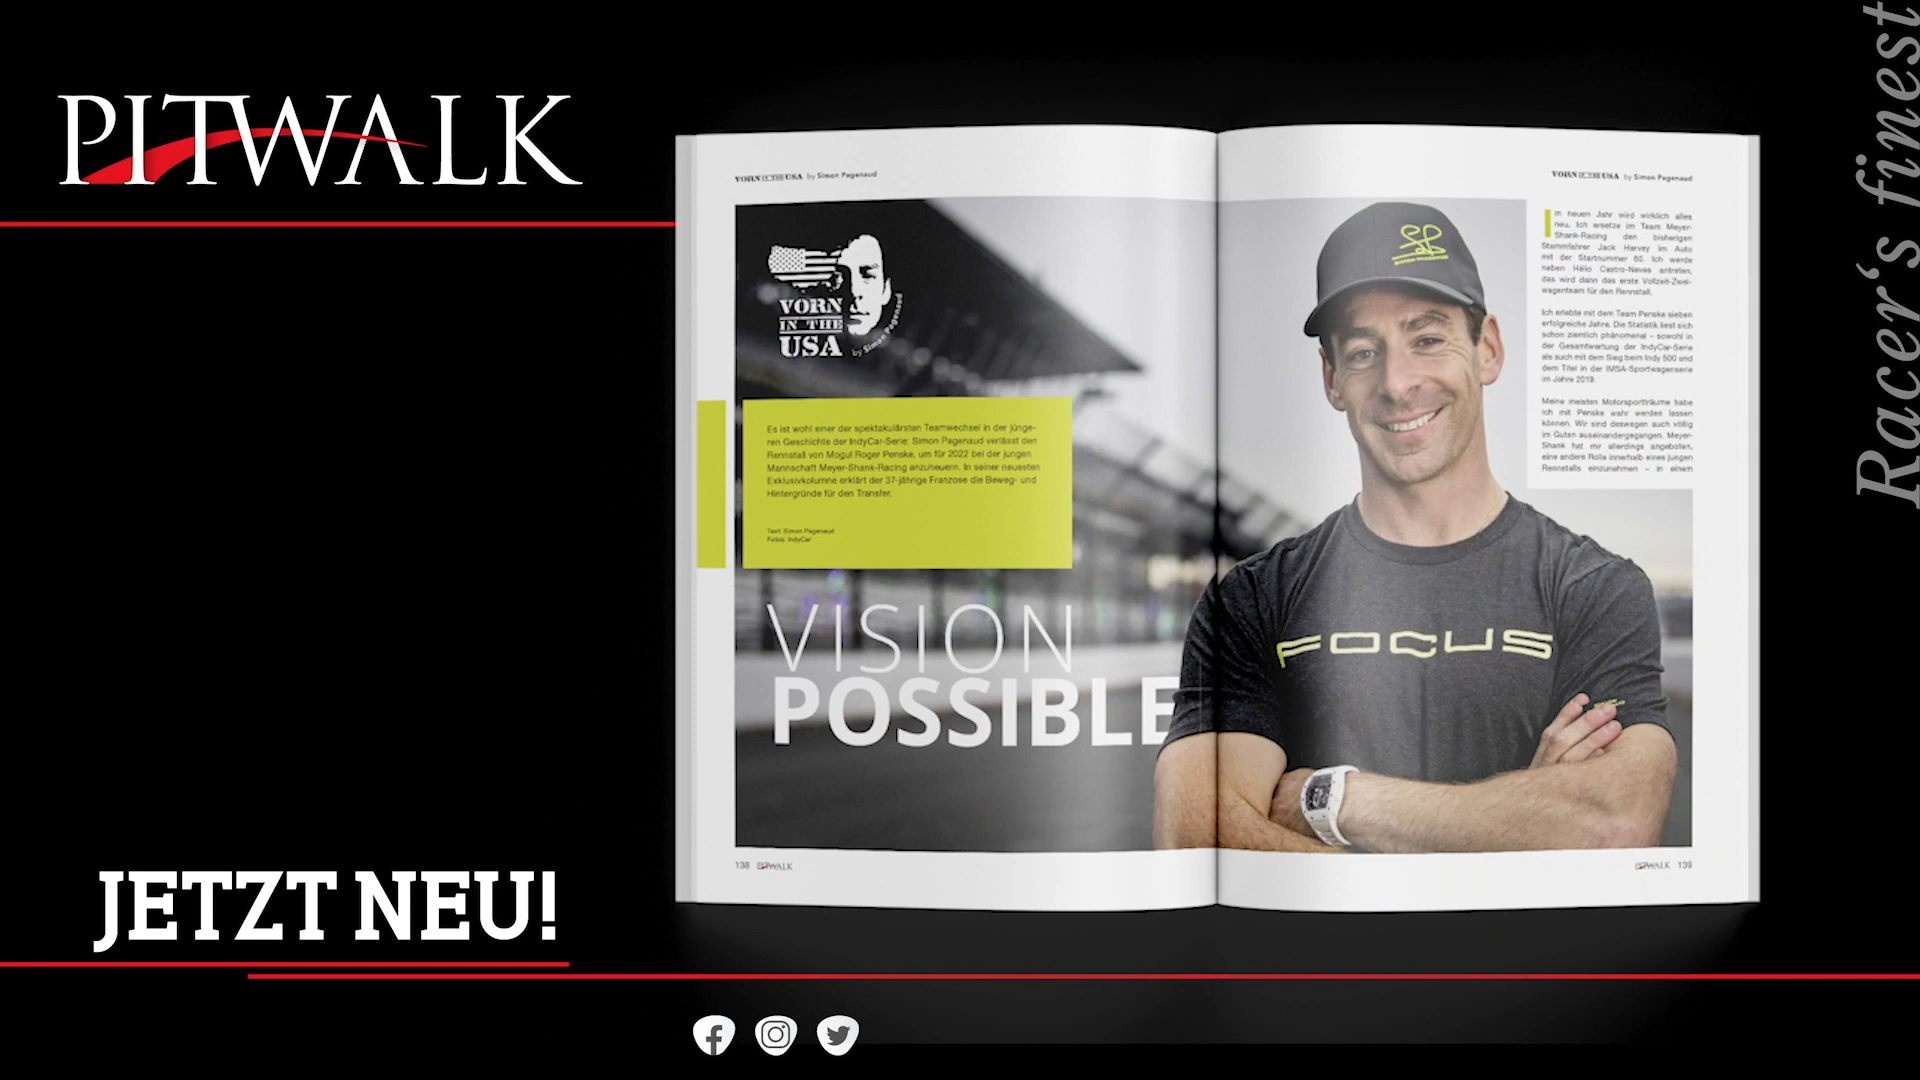 PITWALK
Racer's finest
VORN IN THE USA by Simon Pagenaud
VORN IN THE USA by Simon Pagenaud
VORN
IN THE
USA
by Simon Pagenaud
SP
Es ist wohl einer der spektakulärsten Teamwechsel in der jünge-
ren Geschichte der IndyCar-Serie: Simon Pagenaud verlässt den
Rennstall von Mogul Roger Penske, um für 2022 bei der jungen
Mannschaft Meyer-Shank-Racing anzuheuern. In seiner neuesten
Exklusivkolumne erklärt der 37-jährige Franzose die Beweg- und
Hintergründe für den Transfer.
Text: Simon Pagenaud
Fotos: IndyCar
VISION
POSSIBLE
FOCUS
Im neuen Jahr wird wirklich alles
neu. Ich ersetze im Team Meyer-
Shank-Racing den bisherigen
Stammfahrer Jack Harvey im Auto
mit der Startnummer 60. Ich werde
neben Hélio Castro-Neves antreten,
das wird dann das erste Vollzeit-Zwei-
wagenteam für den Rennstall.
Ich erlebte mit dem Team Penske sieben
erfolgreiche Jahre. Die Statistik liest sich
schon ziemlich phänomenal – sowohl in
der Gesamtwertung der IndyCar-Serie
als auch mit dem Sieg beim Indy 500 und
dem Titel in der IMSA-Sportwagenserie
im Jahre 2019.
Meine meisten Motorsportträume habe
ich mit Penske wahr werden lassen
können. Wir sind deswegen auch völlig
im Guten auseinandergegangen. Meyer-
Shank hat mir allerdings angeboten,
eine andere Rolle innerhalb eines jungen
Rennstalls einzunehmen – in einem
138 PITWALK
PITWALK 139
JETZT NEU!